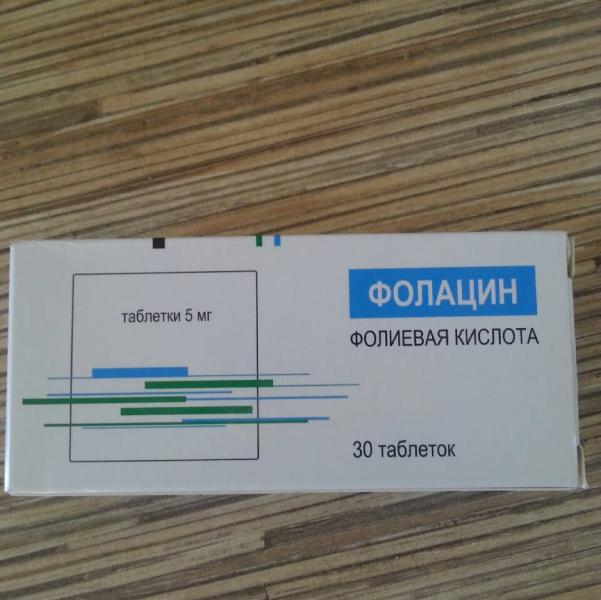 таблетки 5 мг
ФОЛАЦИН
ФОЛИЕВАЯ КИСЛОТА
30 таблеток